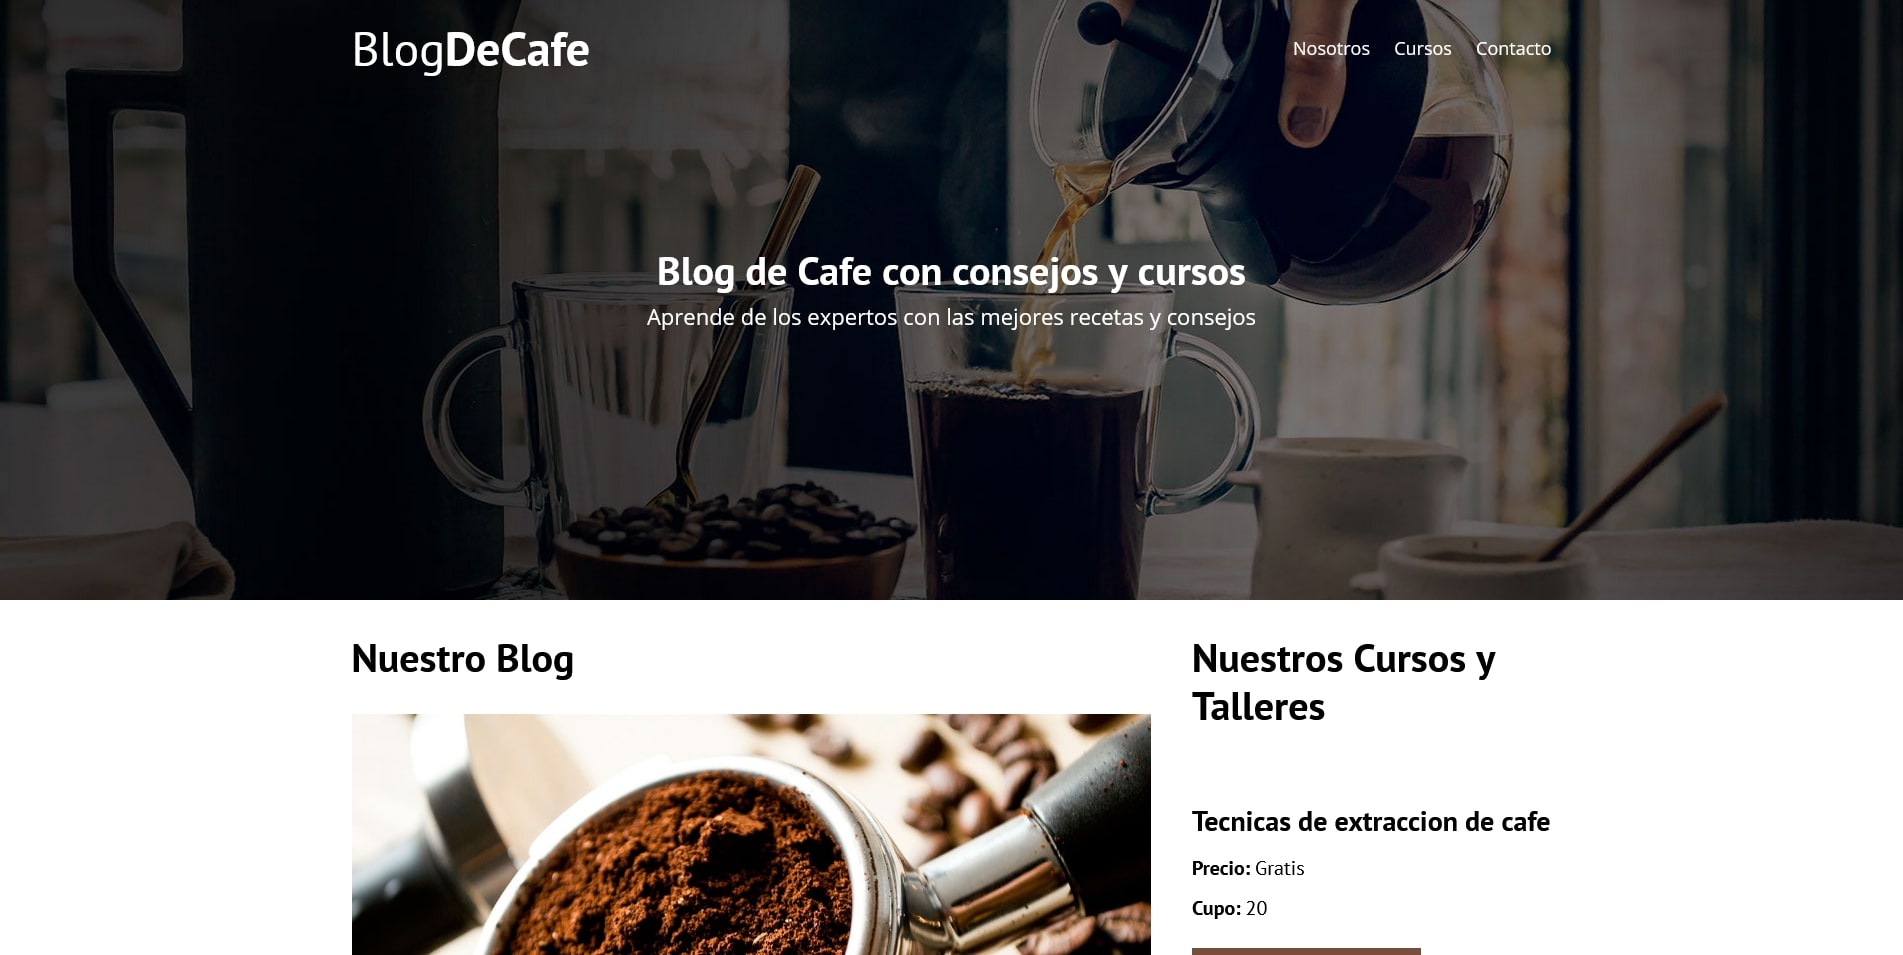 BlogDeCafe
Nosotros Cursos Contacto
Blog de Cafe con consejos y cursos
Aprende de los expertos con las mejores recetas y consejos
Nuestro Blog
Nuestros Cursos y
Talleres
Tecnicas de extraccion de cafe
Precio: Gratis
Cupo: 20